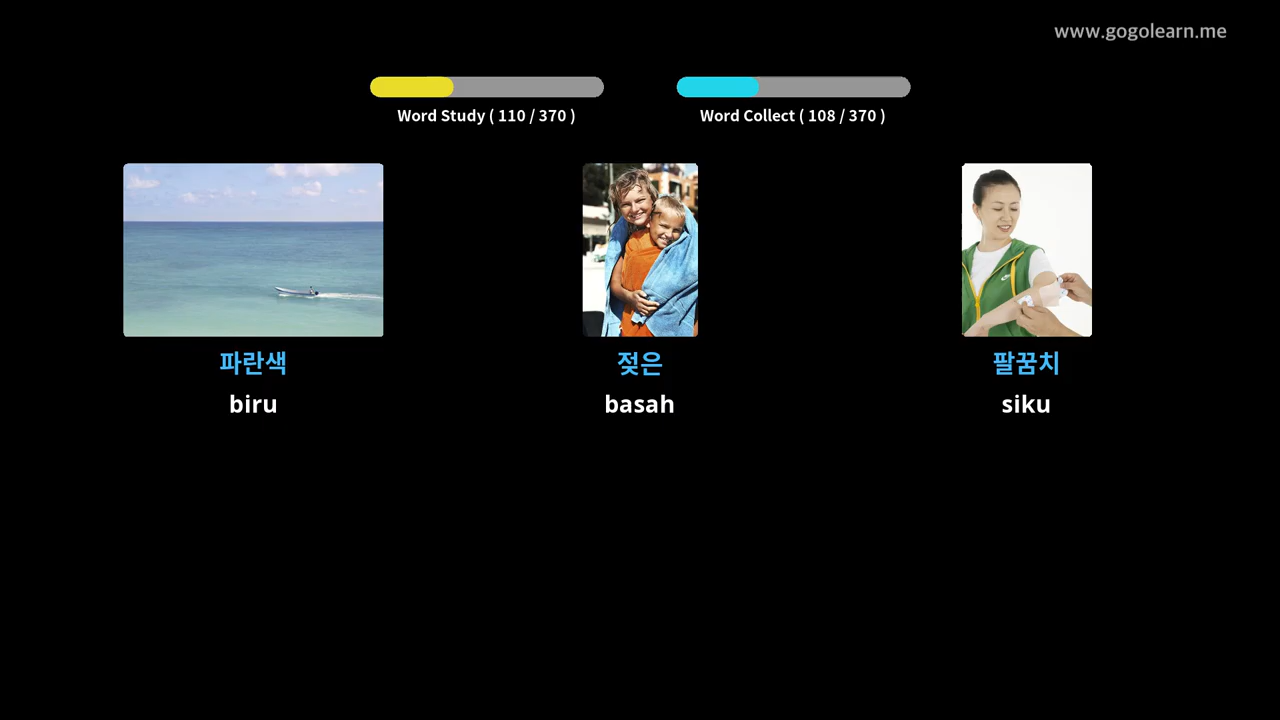 www.gogolearn.me
Word Study ( 110 / 370 )
Word Collect ( 108 / 370 )
파란색
젖은
팔꿈치
biru
basah
siku